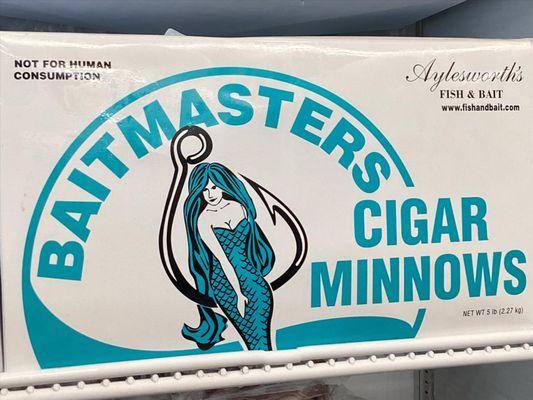 NOT FOR HUMAN
CONSUMPTION
Aylesworth's
FISH & BAIT
www.fishandbait.com
BAITMASTERS
CIGAR
MINNOWS
NET WT 5 lb (2.27 kg)